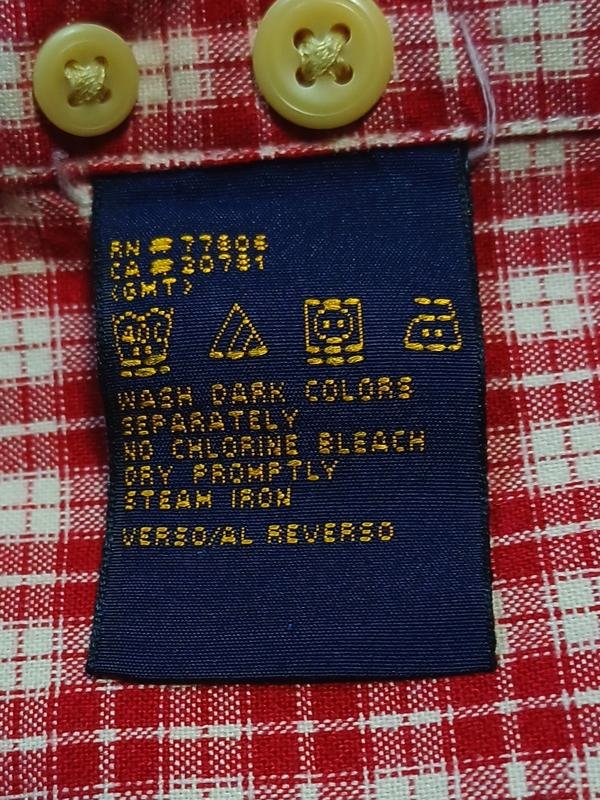 RN # 77806
CA # 20781
(GMT)
40C
WASH DARK COLORS
SEPARATELY
NO CHLORINE BLEACH
DRY PROMPTLY
STEAM IRON
VERSO/AL REVERSO